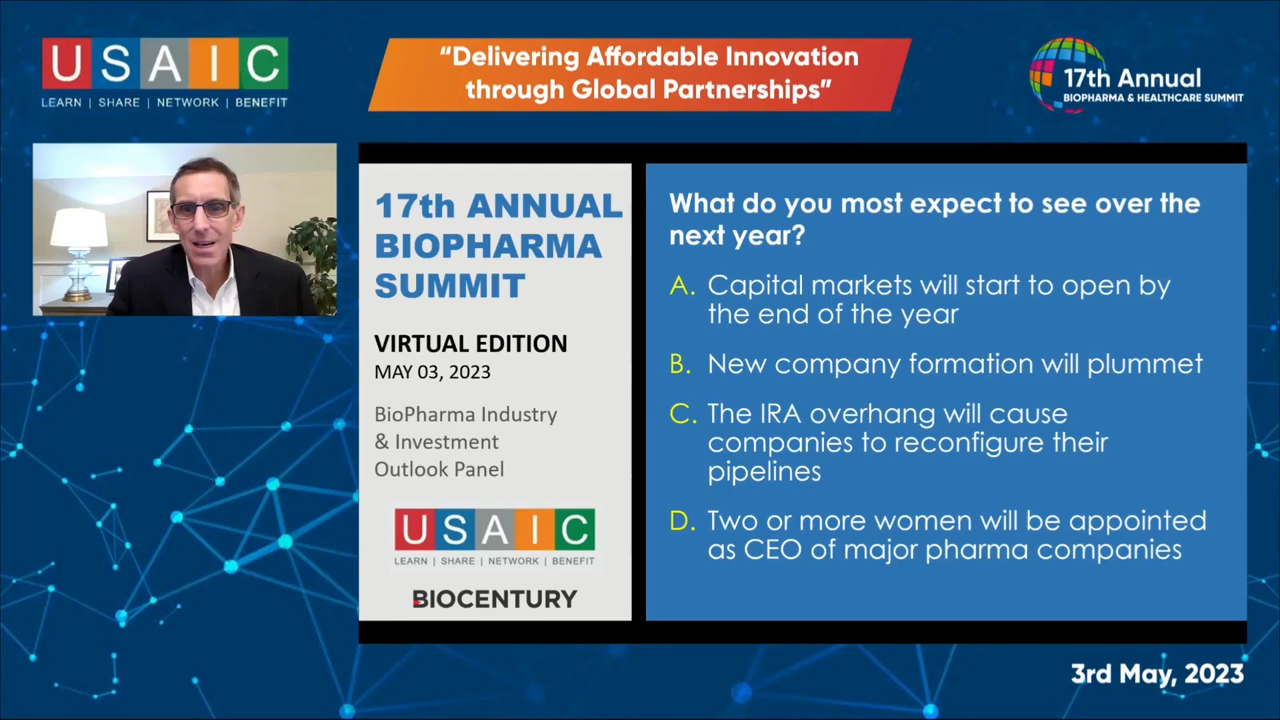 USAIC
LEARN | SHARE | NETWORK | BENEFIT
“Delivering Affordable Innovation
through Global Partnerships”
17th Annual
BIOPHARMA & HEALTHCARE SUMMIT
17th ANNUAL
BIOPHARMA
SUMMIT
VIRTUAL EDITION
MAY 03, 2023
BioPharma Industry
& Investment
Outlook Panel
USAIC
LEARN | SHARE | NETWORK | BENEFIT
BIOCENTURY
What do you most expect to see over the
next year?
A. Capital markets will start to open by
the end of the year
B. New company formation will plummet
C. The IRA overhang will cause
companies to reconfigure their
pipelines
D. Two or more women will be appointed
as CEO of major pharma companies
3rd May, 2023